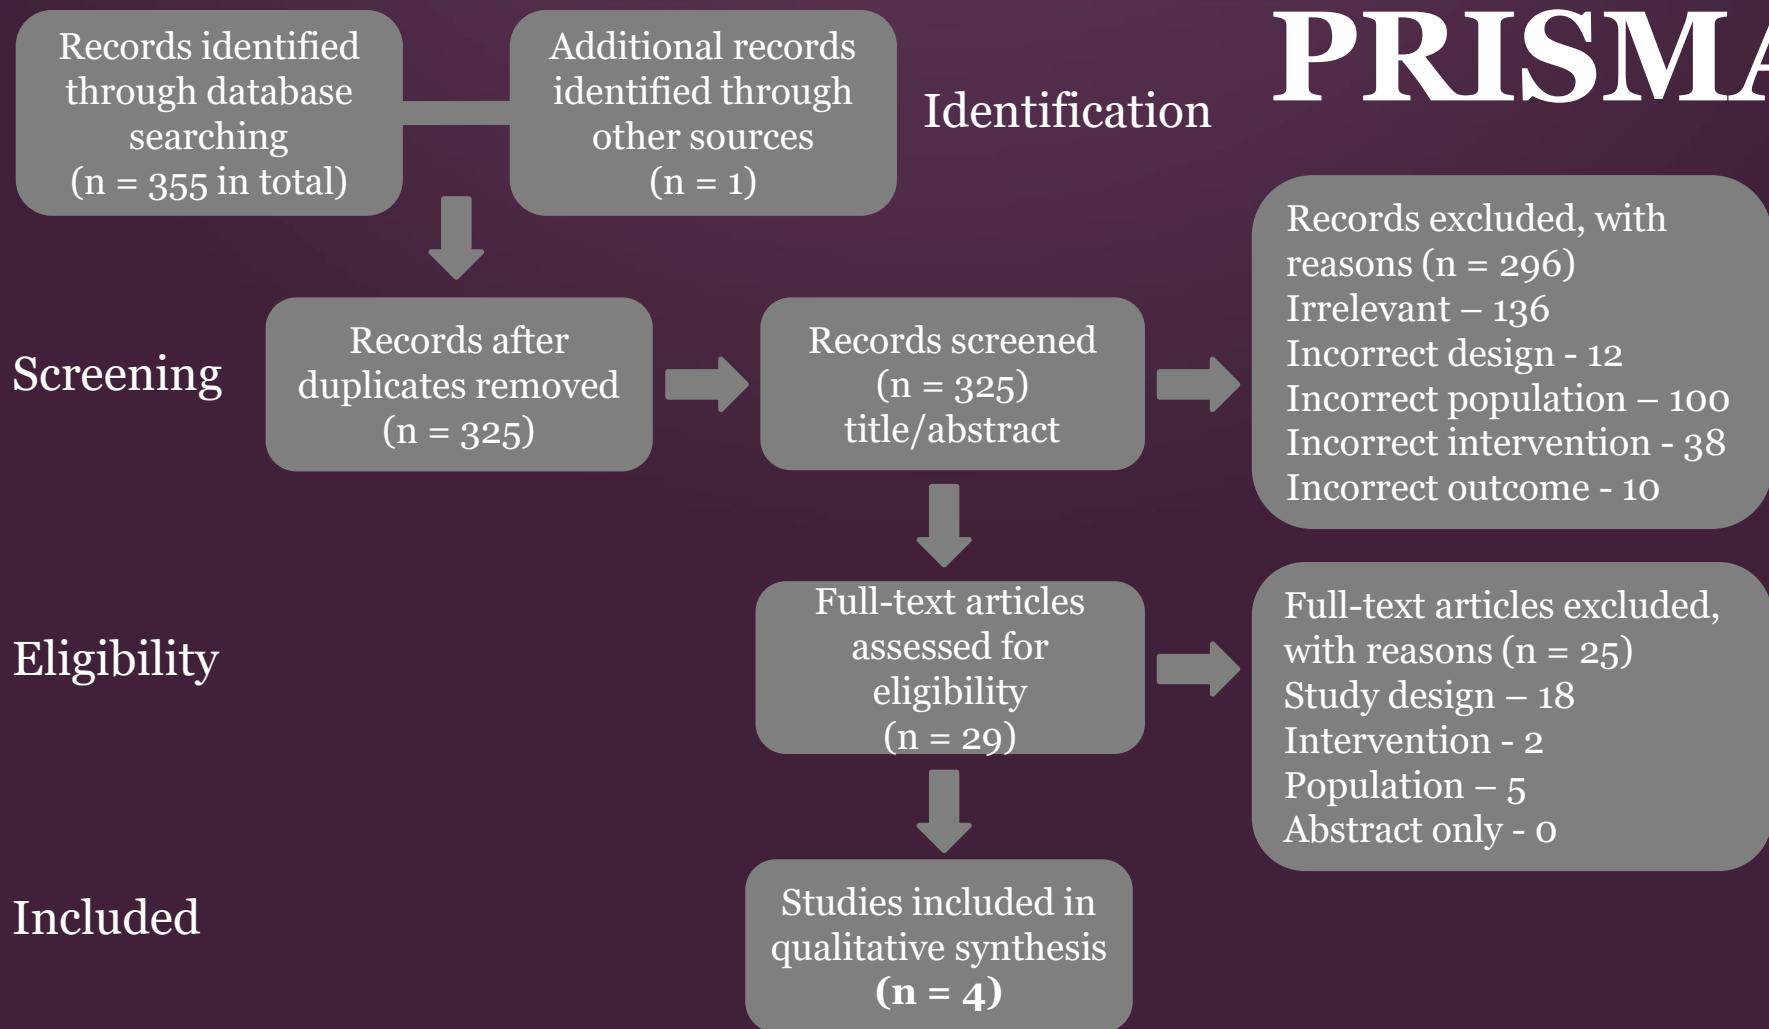 PRISMA
Records identified
through database
searching
(n = 355 in total)
Additional records
identified through
other sources
(n = 1)
Identification
Screening
Records after
duplicates removed
(n = 325)
Records screened
(n = 325)
title/abstract
Records excluded, with
reasons (n = 296)
Irrelevant – 136
Incorrect design - 12
Incorrect population – 100
Incorrect intervention - 38
Incorrect outcome - 10
Eligibility
Full-text articles
assessed for
eligibility
(n = 29)
Full-text articles excluded,
with reasons (n = 25)
Study design – 18
Intervention - 2
Population – 5
Abstract only - 0
Included
Studies included in
qualitative synthesis
(n = 4)